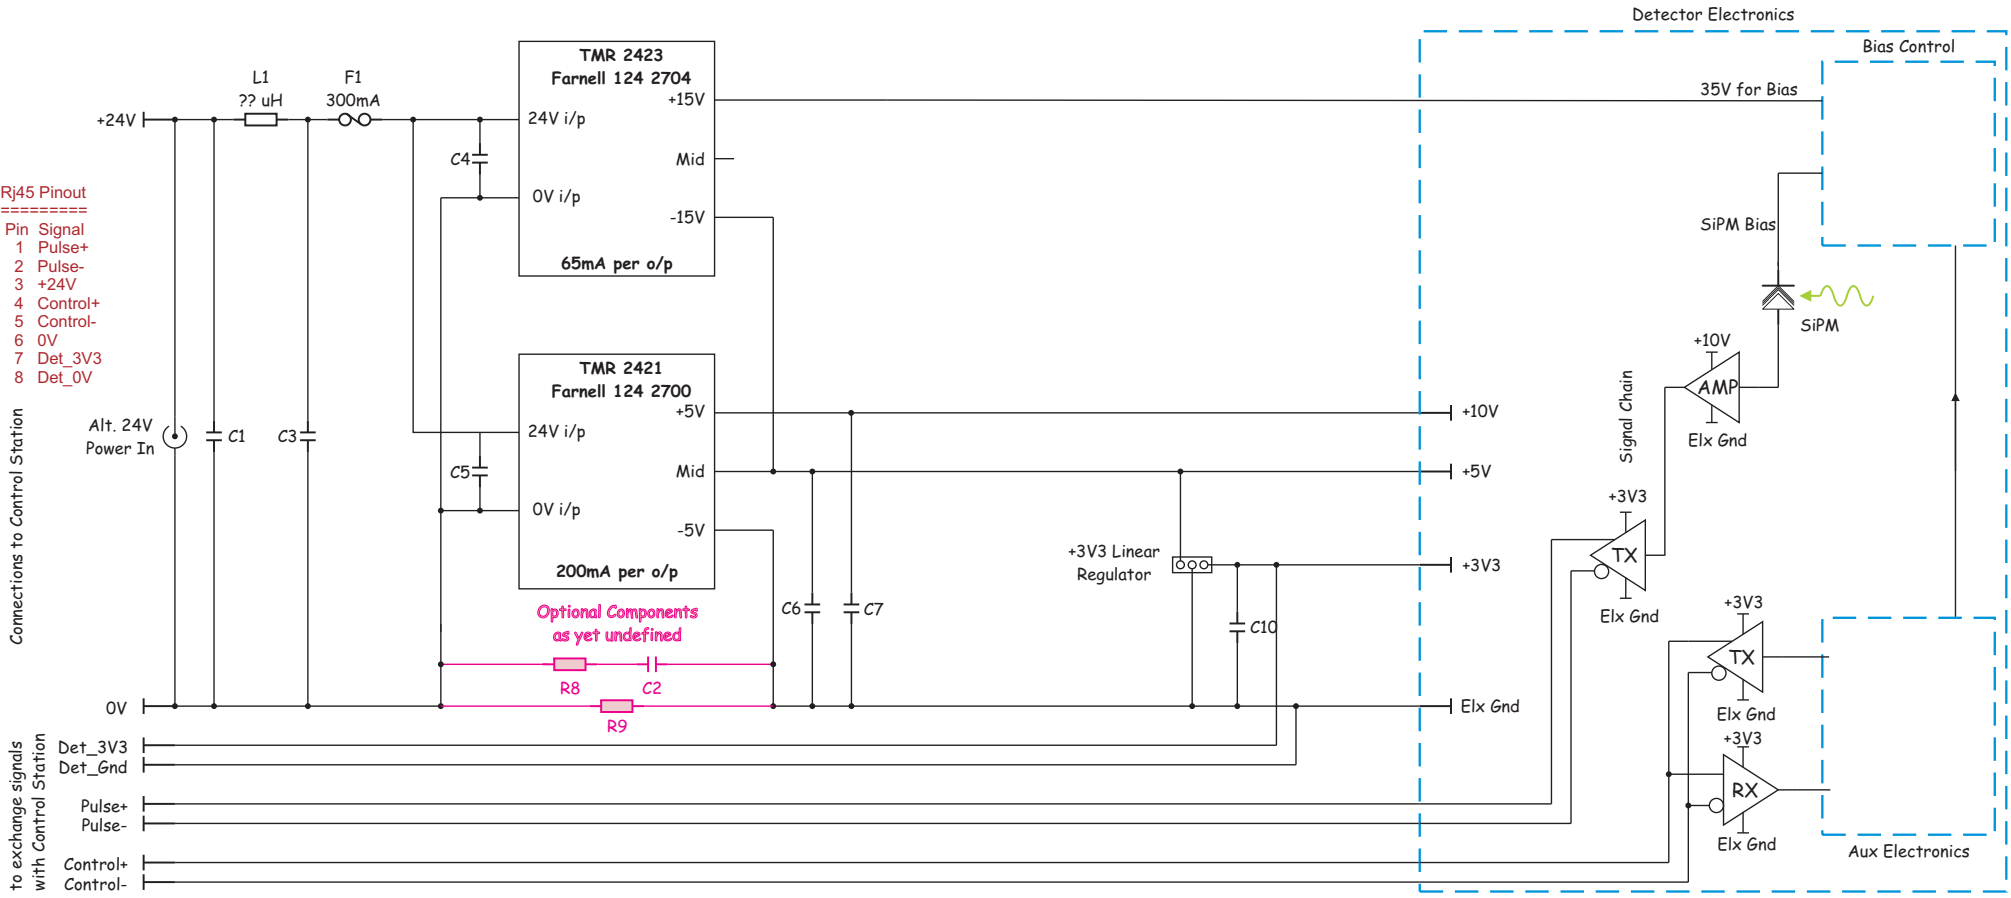 Detector Electronics
Bias Control
35V for Bias
SiPM Bias
SiPM
+10V
AMP
Elx Gnd
Signal Chain
+3V3
TX
Elx Gnd
+3V3
TX
Elx Gnd
+3V3
RX
Elx Gnd
Aux Electronics
TMR 2423
Farnell 124 2704
+15V
24V i/p
Mid
0V i/p
-15V
65mA per o/p
L1
?? uH
F1
300mA
+24V
C4
Rj45 Pinout
=========
Pin Signal
1 Pulse+
2 Pulse-
3 +24V
4 Control+
5 Control-
6 0V
7 Det_3V3
8 Det_0V
Connections to Control Station
Alt. 24V
Power In
C1
C3
TMR 2421
Farnell 124 2700
+5V
24V i/p
Mid
0V i/p
-5V
200mA per o/p
C5
Optional Components
as yet undefined
R8
C2
R9
C6
C7
+3V3 Linear
Regulator
C10
+10V
+5V
+3V3
Elx Gnd
0V
to exchange signals
with Control Station
Det_3V3
Det_Gnd
Pulse+
Pulse-
Control+
Control-